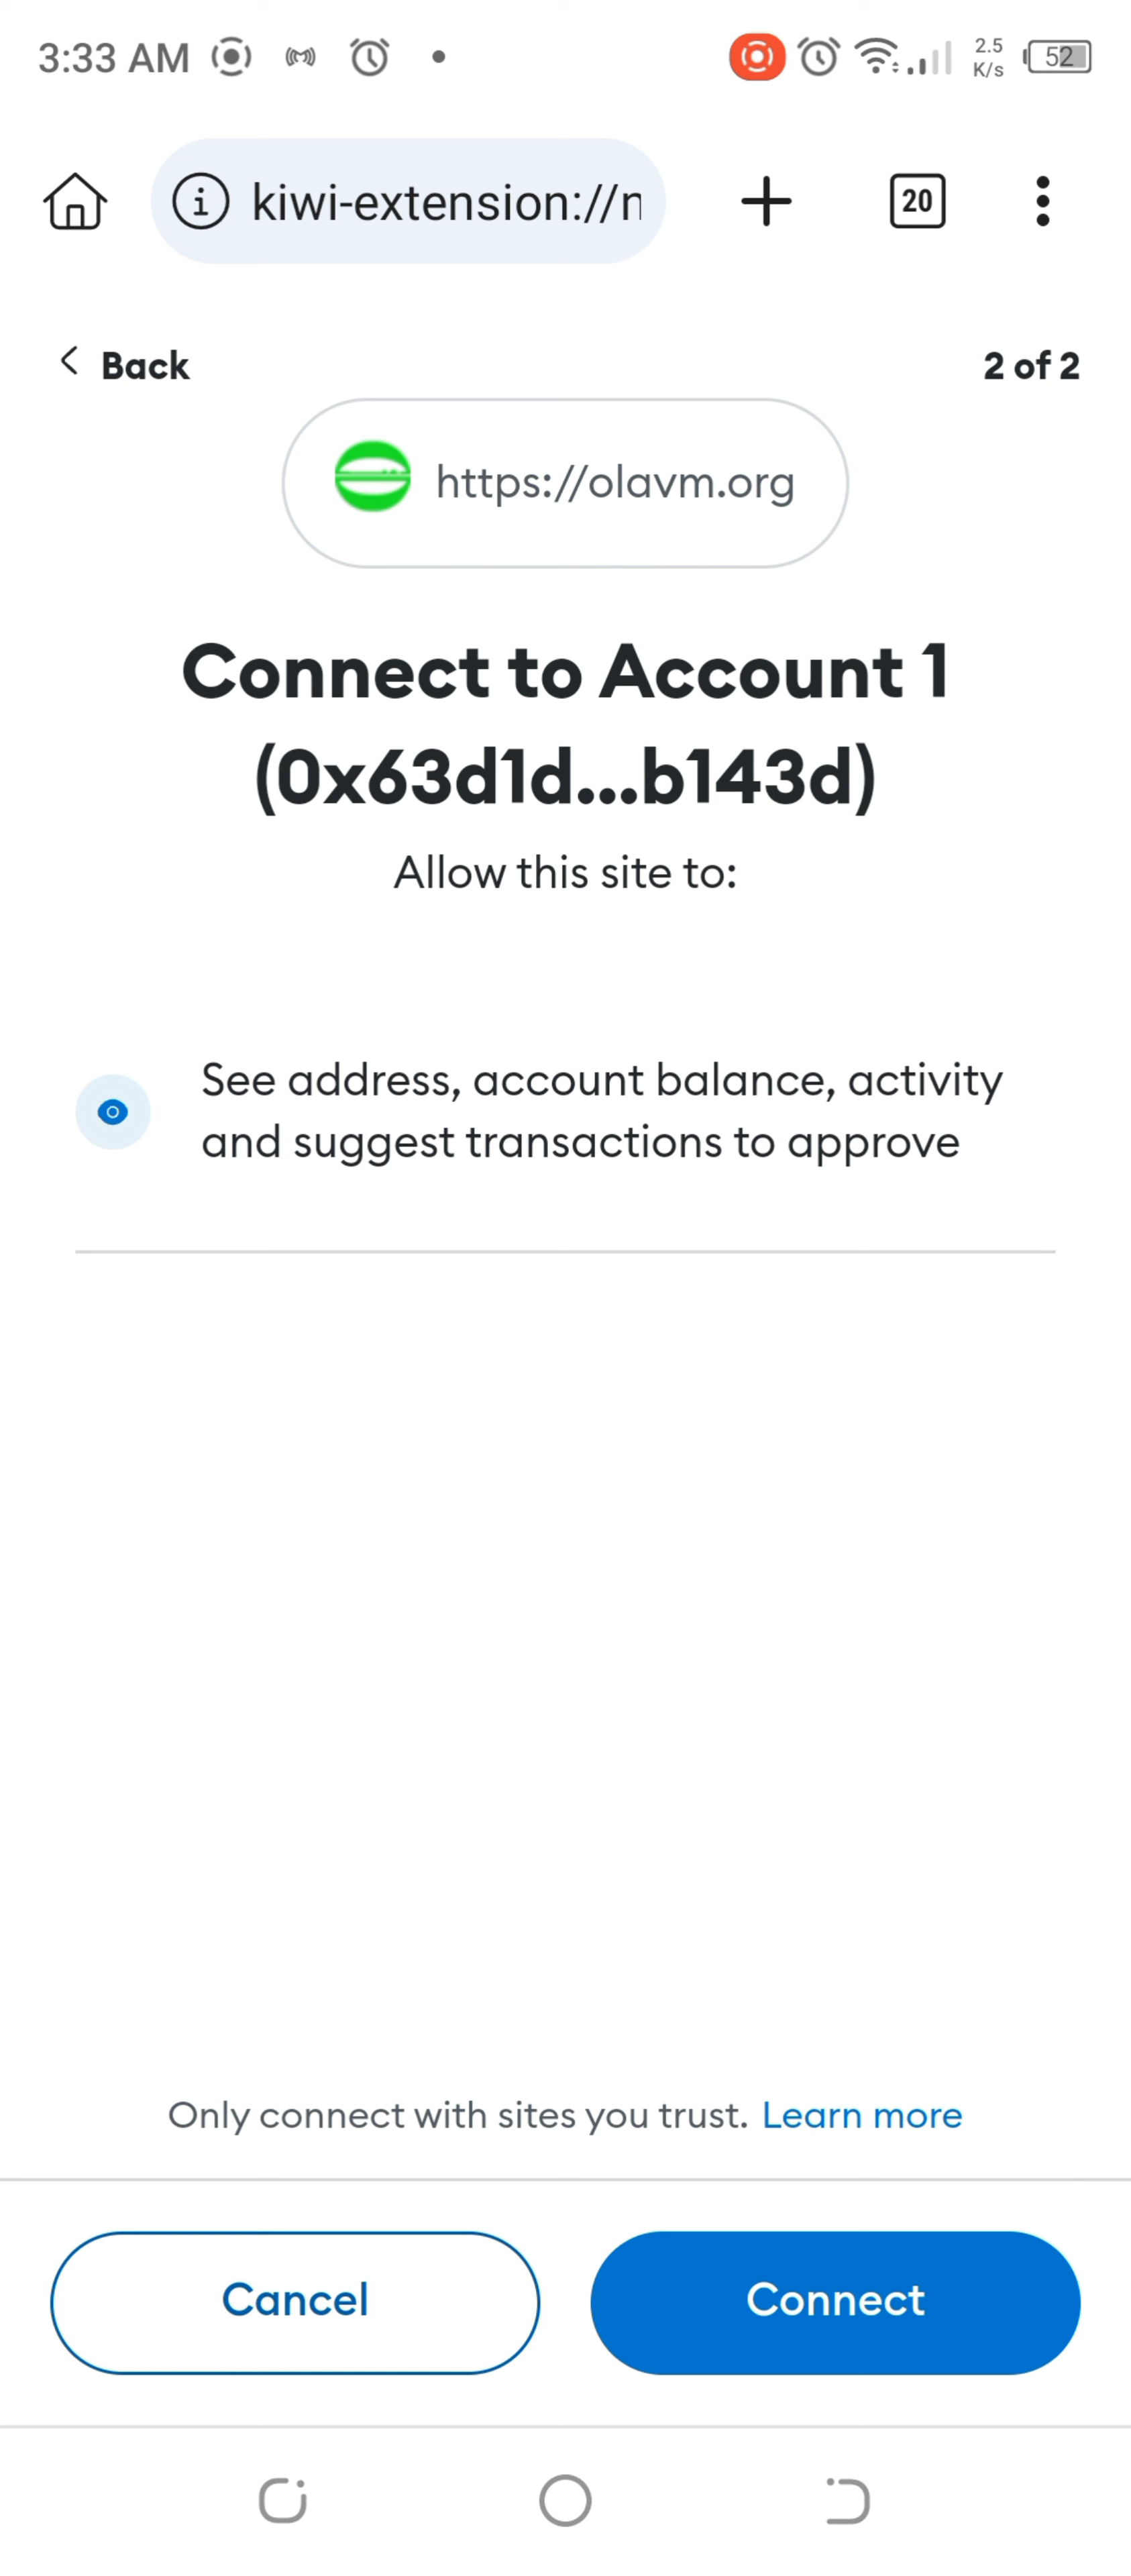 3:33 AM
2.5
K/s
52
kiwi-extension://n
20
Back
2 of 2
https://olavm.org
Connect to Account 1
(0x63d1d...b143d)
Allow this site to:
See address, account balance, activity
and suggest transactions to approve
Only connect with sites you trust. Learn more
Cancel
Connect